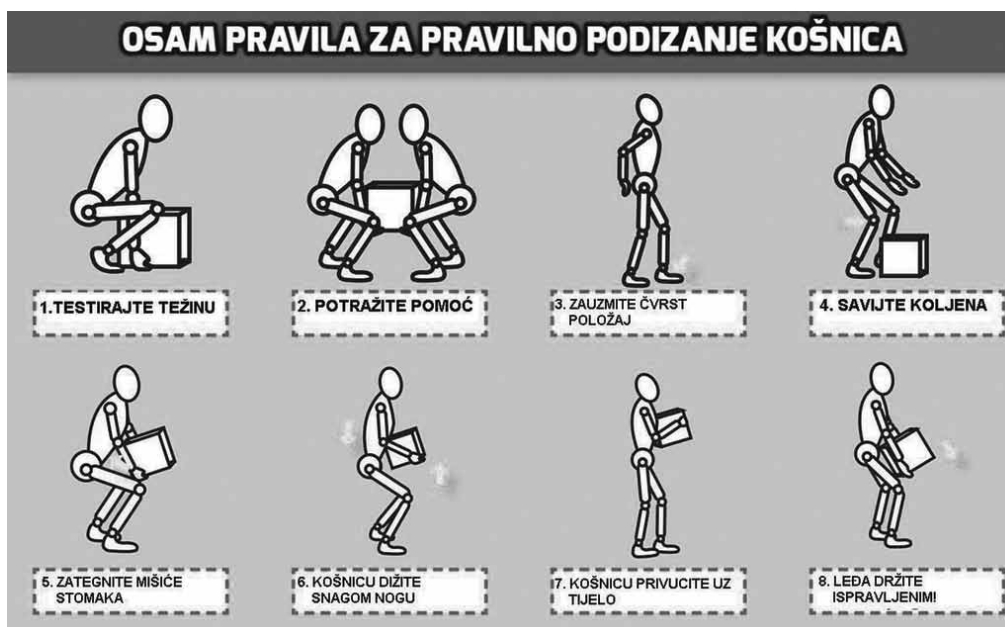 OSAM PRAVILA ZA PRAVILNO PODIZANJE KOŠNICA
1.TESTIRAJTE TEŽINU
2. POTRAŽITE POMOĆ
3. ZAUZMITE ČVRST
POLOŽAJ
4. SAVIJTE KOLJENA
5. ZATEGNITE MIŠIĆE
STOMAKA
6. KOŠNICU DIŽITE
SNAGOM NOGU
7. KOŠNICU PRIVUCITE UZ
TIJELO
8. LEĐA DRŽITE
ISPRAVLJENIM!